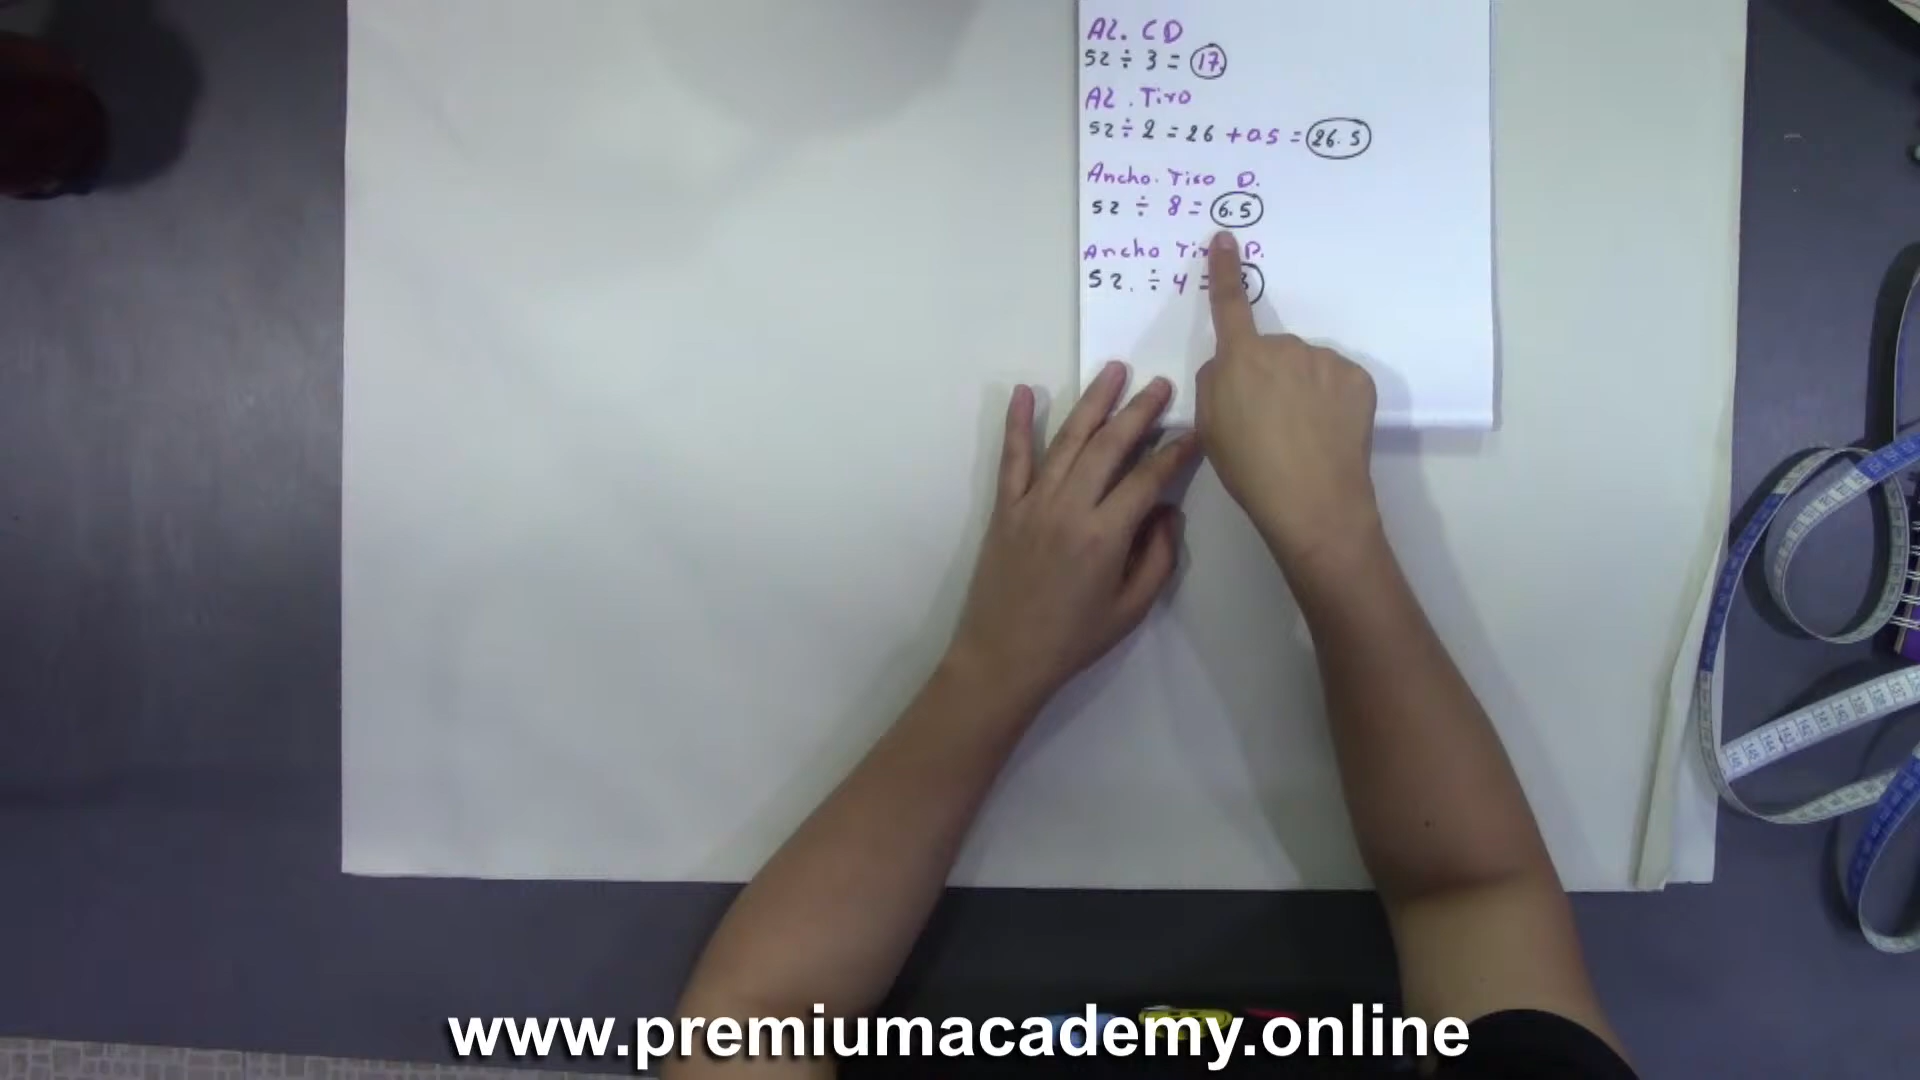 Al. CD
52 ÷ 3 = 17
Al. Tiro
52 ÷ 2 = 26 + 0.5 = 26.5
Ancho. Tiro D.
52 ÷ 8 = 6.5
Ancho P.
52. ÷ 4 =
www.premiumacademy.online